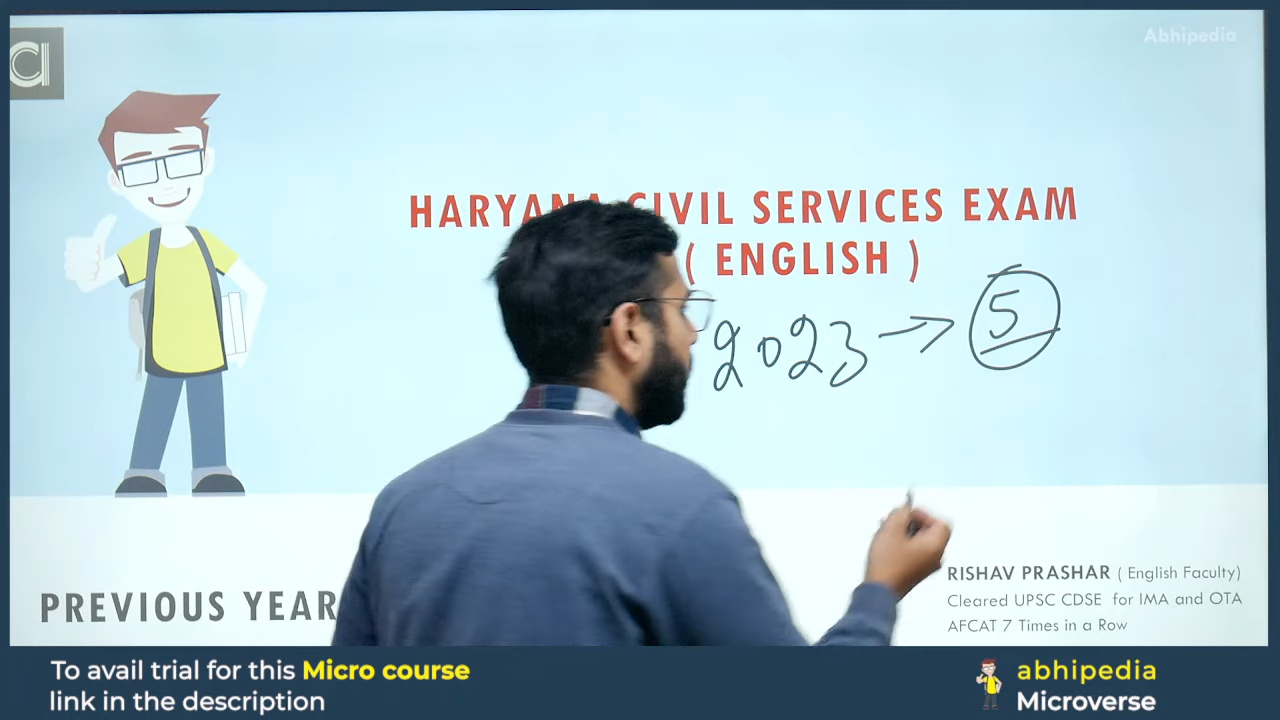 a
Abhipedia
HARYANA CIVIL SERVICES EXAM
( ENGLISH )
2023 → 5
PREVIOUS YEAR
RISHAV PRASHAR ( English Faculty)
Cleared UPSC CDSE for IMA and OTA
AFCAT 7 Times in a Row
To avail trial for this Micro course
link in the description
abhipedia
Microverse